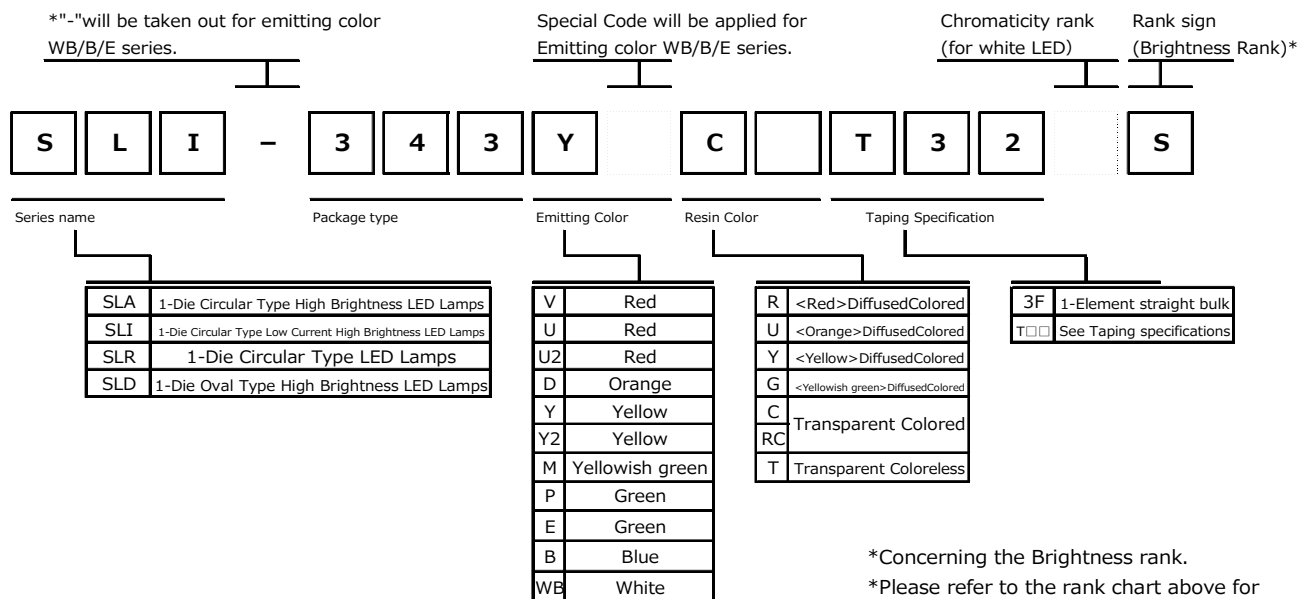 *"-"will be taken out for emitting color
WB/B/E series.
Special Code will be applied for
Emitting color WB/B/E series.
Chromaticity rank
(for white LED)
Rank sign
(Brightness Rank)*
S L I – 3 4 3 Y C T 3 2 S
Series name
Package type
Emitting Color
Resin Color
Taping Specification
SLA 1-Die Circular Type High Brightness LED Lamps
SLI 1-Die Circular Type Low Current High Brightness LED Lamps
SLR 1-Die Circular Type LED Lamps
SLD 1-Die Oval Type High Brightness LED Lamps
V Red
U Red
U2 Red
D Orange
Y Yellow
Y2 Yellow
M Yellowish green
P Green
E Green
B Blue
WB White
R <Red>DiffusedColored
U <Orange>DiffusedColored
Y <Yellow>DiffusedColored
G <Yellowish green>DiffusedColored
C
RC
Transparent Colored
T Transparent Coloreless
3F 1-Element straight bulk
T□□ See Taping specifications
*Concerning the Brightness rank.
*Please refer to the rank chart above for